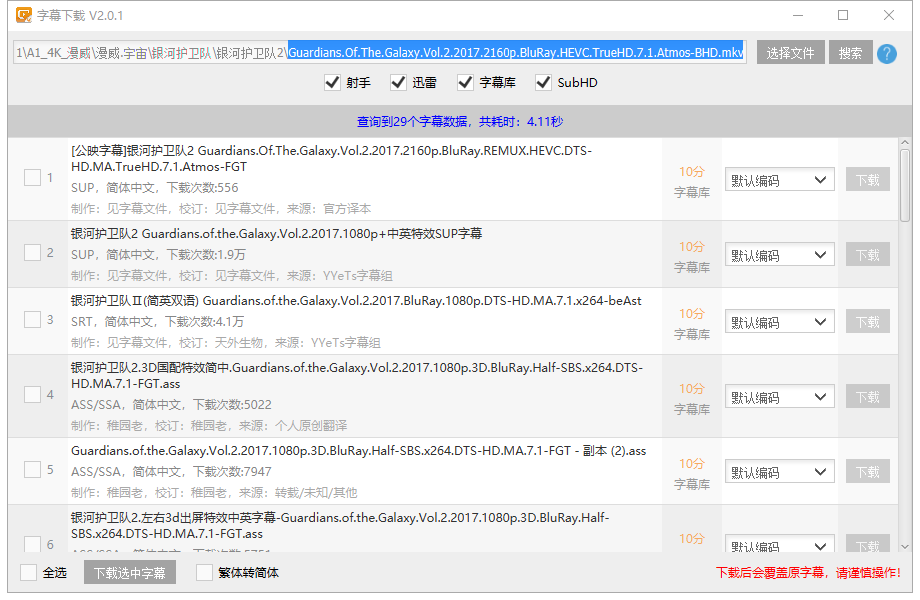 字幕下载 V2.0.1
1\A1_4K_漫威\漫威.宇宙\银河护卫队\银河护卫队2\Guardians.Of.The.Galaxy.Vol.2.2017.2160p.BluRay.HEVC.TrueHD.7.1.Atmos-BHD.mkv 选择文件 搜索 ?
射手 迅雷 字幕库 SubHD
查询到29个字幕数据，共耗时：4.11秒
[公映字幕]银河护卫队2 Guardians.Of.The.Galaxy.Vol.2.2017.2160p.BluRay.REMUX.HEVC.DTS-
HD.MA.TrueHD.7.1.Atmos-FGT
1 10分 默认编码 下载
SUP，简体中文，下载次数:556 字幕库
制作：见字幕文件，校订：见字幕文件，来源：官方译本
银河护卫队2 Guardians.of.the.Galaxy.Vol.2.2017.1080p+中英特效SUP字幕
2 SUP，简体中文，下载次数:1.9万 10分 默认编码 下载
制作：见字幕文件，校订：见字幕文件，来源：YYeTs字幕组 字幕库
银河护卫队Ⅱ(简英双语) Guardians.of.the.Galaxy.Vol.2.2017.BluRay.1080p.DTS-HD.MA.7.1.x264-beAst
3 SRT，简体中文，下载次数:4.1万 10分 默认编码 下载
制作：见字幕文件，校订：天外生物，来源：YYeTs字幕组 字幕库
银河护卫队2.3D国配特效简中.Guardians.of.the.Galaxy.Vol.2.2017.1080p.3D.BluRay.Half-SBS.x264.DTS-
HD.MA.7.1-FGT.ass
4 ASS/SSA，简体中文，下载次数:5022 10分 默认编码 下载
制作：稚园老，校订：稚园老，来源：个人原创翻译 字幕库
Guardians.of.the.Galaxy.Vol.2.2017.1080p.3D.BluRay.Half-SBS.x264.DTS-HD.MA.7.1-FGT - 副本 (2).ass
5 ASS/SSA，简体中文，下载次数:7947 10分 默认编码 下载
制作：稚园老，校订：稚园老，来源：转载/未知/其他 字幕库
银河护卫队2.左右3d出屏特效中英字幕-Guardians.of.the.Galaxy.Vol.2.2017.1080p.3D.BluRay.Half-
SBS.x264.DTS-HD.MA.7.1-FGT.ass
6 10分 默认编码 下载
全选 下载选中字幕 繁体转简体 下载后会覆盖原字幕，请谨慎操作!